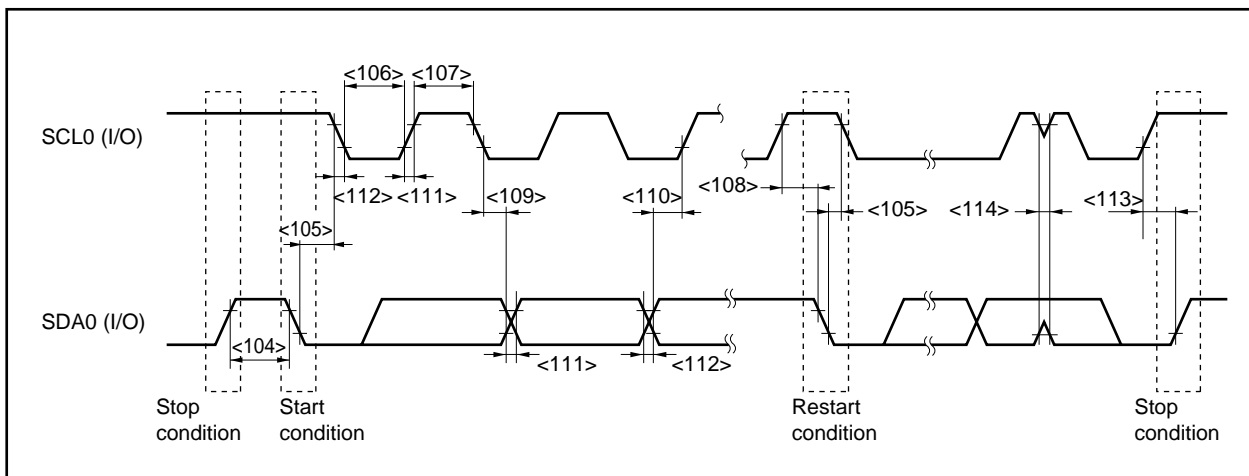 <106> <107>
SCL0 (I/O)
<112> <111> <109> <110> <108> <105> <114> <113>
<105>
SDA0 (I/O)
<104> <111> <112>
Stop condition
Start condition
Restart condition
Stop condition